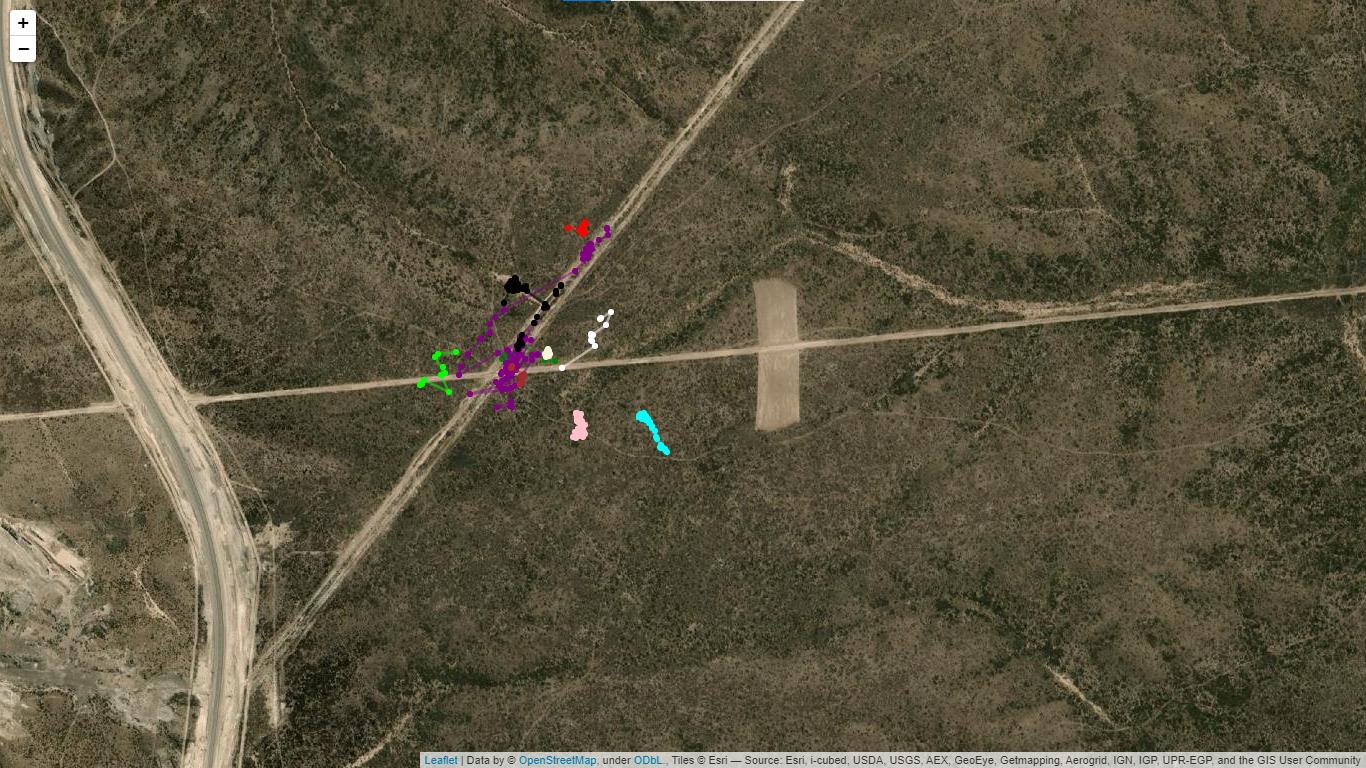 +
−
Leaflet | Data by © OpenStreetMap, under ODbL., Tiles © Esri — Source: Esri, i-cubed, USDA, USGS, AEX, GeoEye, Getmapping, Aerogrid, IGN, IGP, UPR-EGP, and the GIS User Community